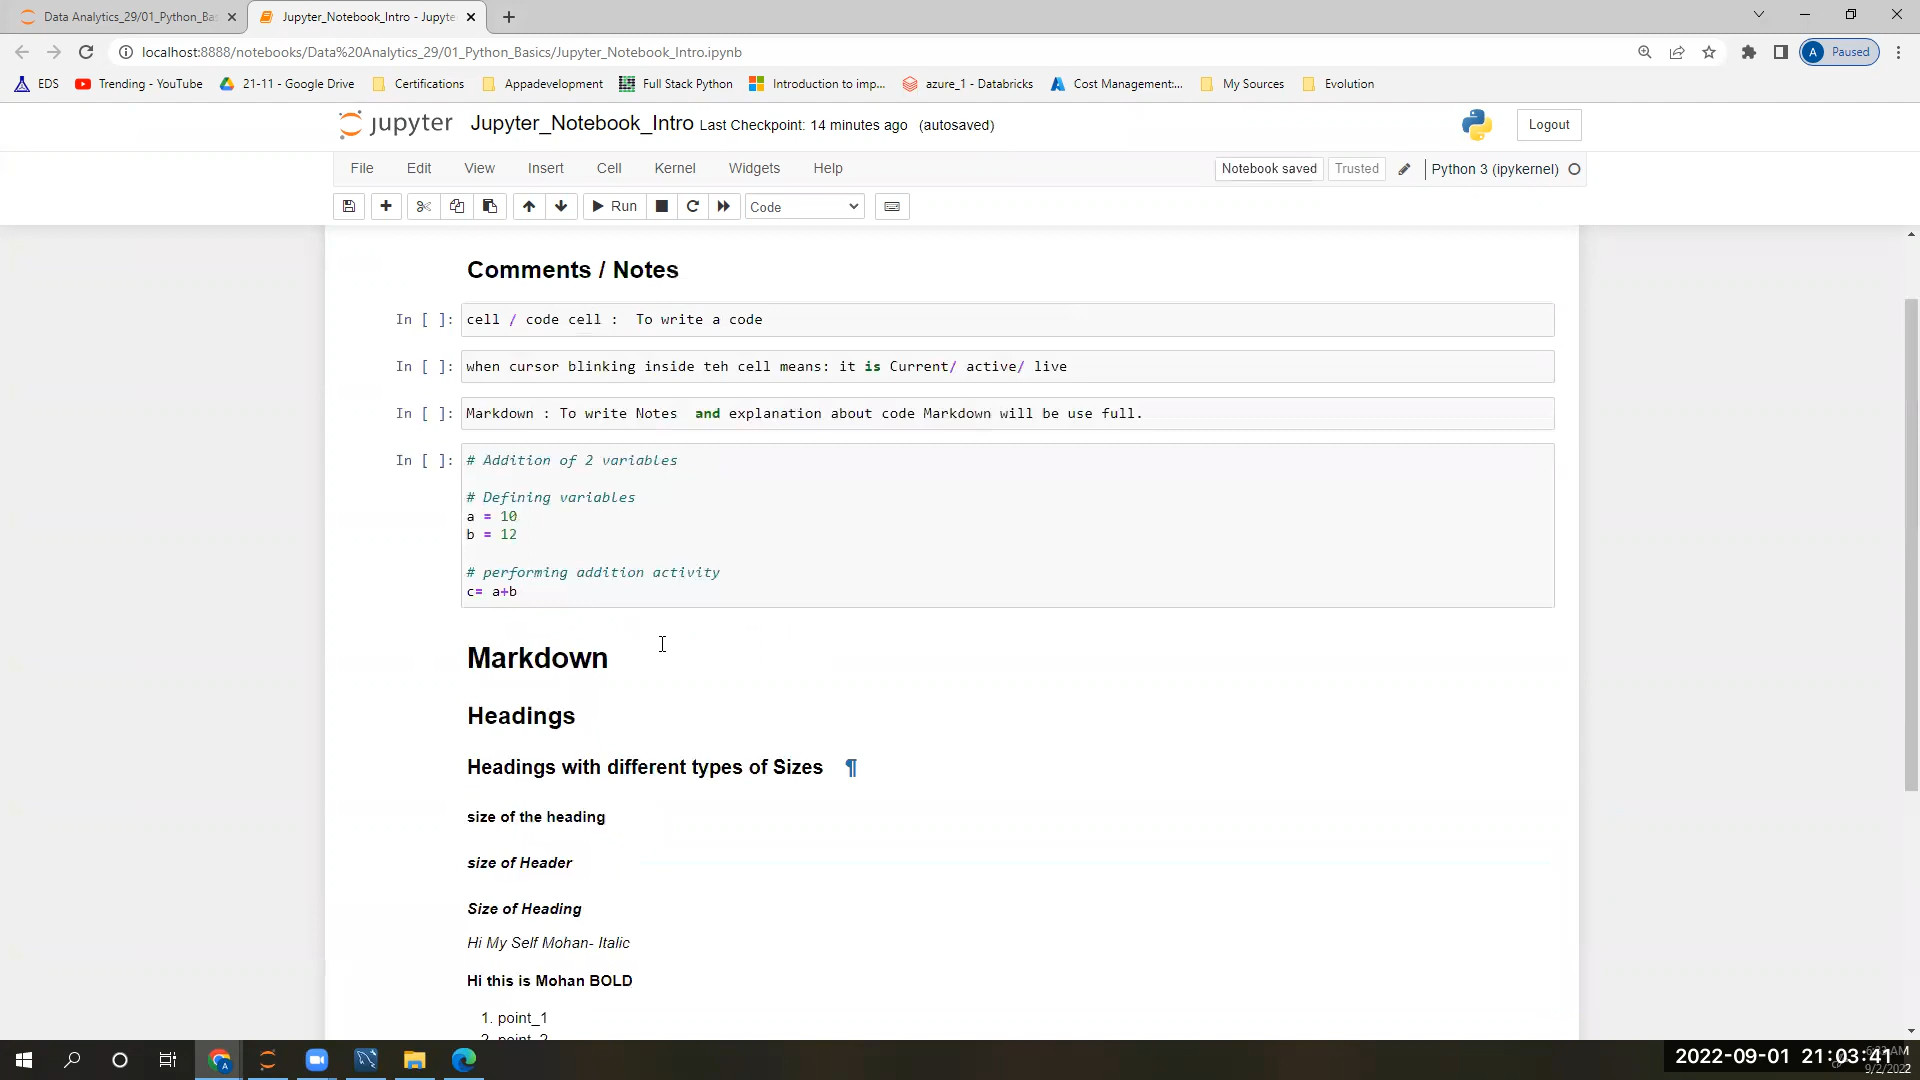 Data Analytics_29/01_Python_Ba
Jupyter_Notebook_Intro - Jupyte
localhost:8888/notebooks/Data%20Analytics_29/01_Python_Basics/Jupyter_Notebook_Intro.ipynb
A Paused
EDS
Trending - YouTube
21-11 - Google Drive
Certifications
Appadevelopment
Full Stack Python
Introduction to imp...
azure_1 - Databricks
Cost Management:...
My Sources
Evolution
jupyter Jupyter_Notebook_Intro Last Checkpoint: 14 minutes ago (autosaved)
Logout
File Edit View Insert Cell Kernel Widgets Help
Notebook saved Trusted Python 3 (ipykernel)
Run Code
Comments / Notes
In [ ]: cell / code cell : To write a code
In [ ]: when cursor blinking inside teh cell means: it is Current/ active/ live
In [ ]: Markdown : To write Notes and explanation about code Markdown will be use full.
In [ ]: # Addition of 2 variables
# Defining variables
a = 10
b = 12
# performing addition activity
c= a+b
Markdown
Headings
Headings with different types of Sizes ¶
size of the heading
size of Header
Size of Heading
Hi My Self Mohan- Italic
Hi this is Mohan BOLD
1. point_1
2. point_2
2022-09-01 21:03:41